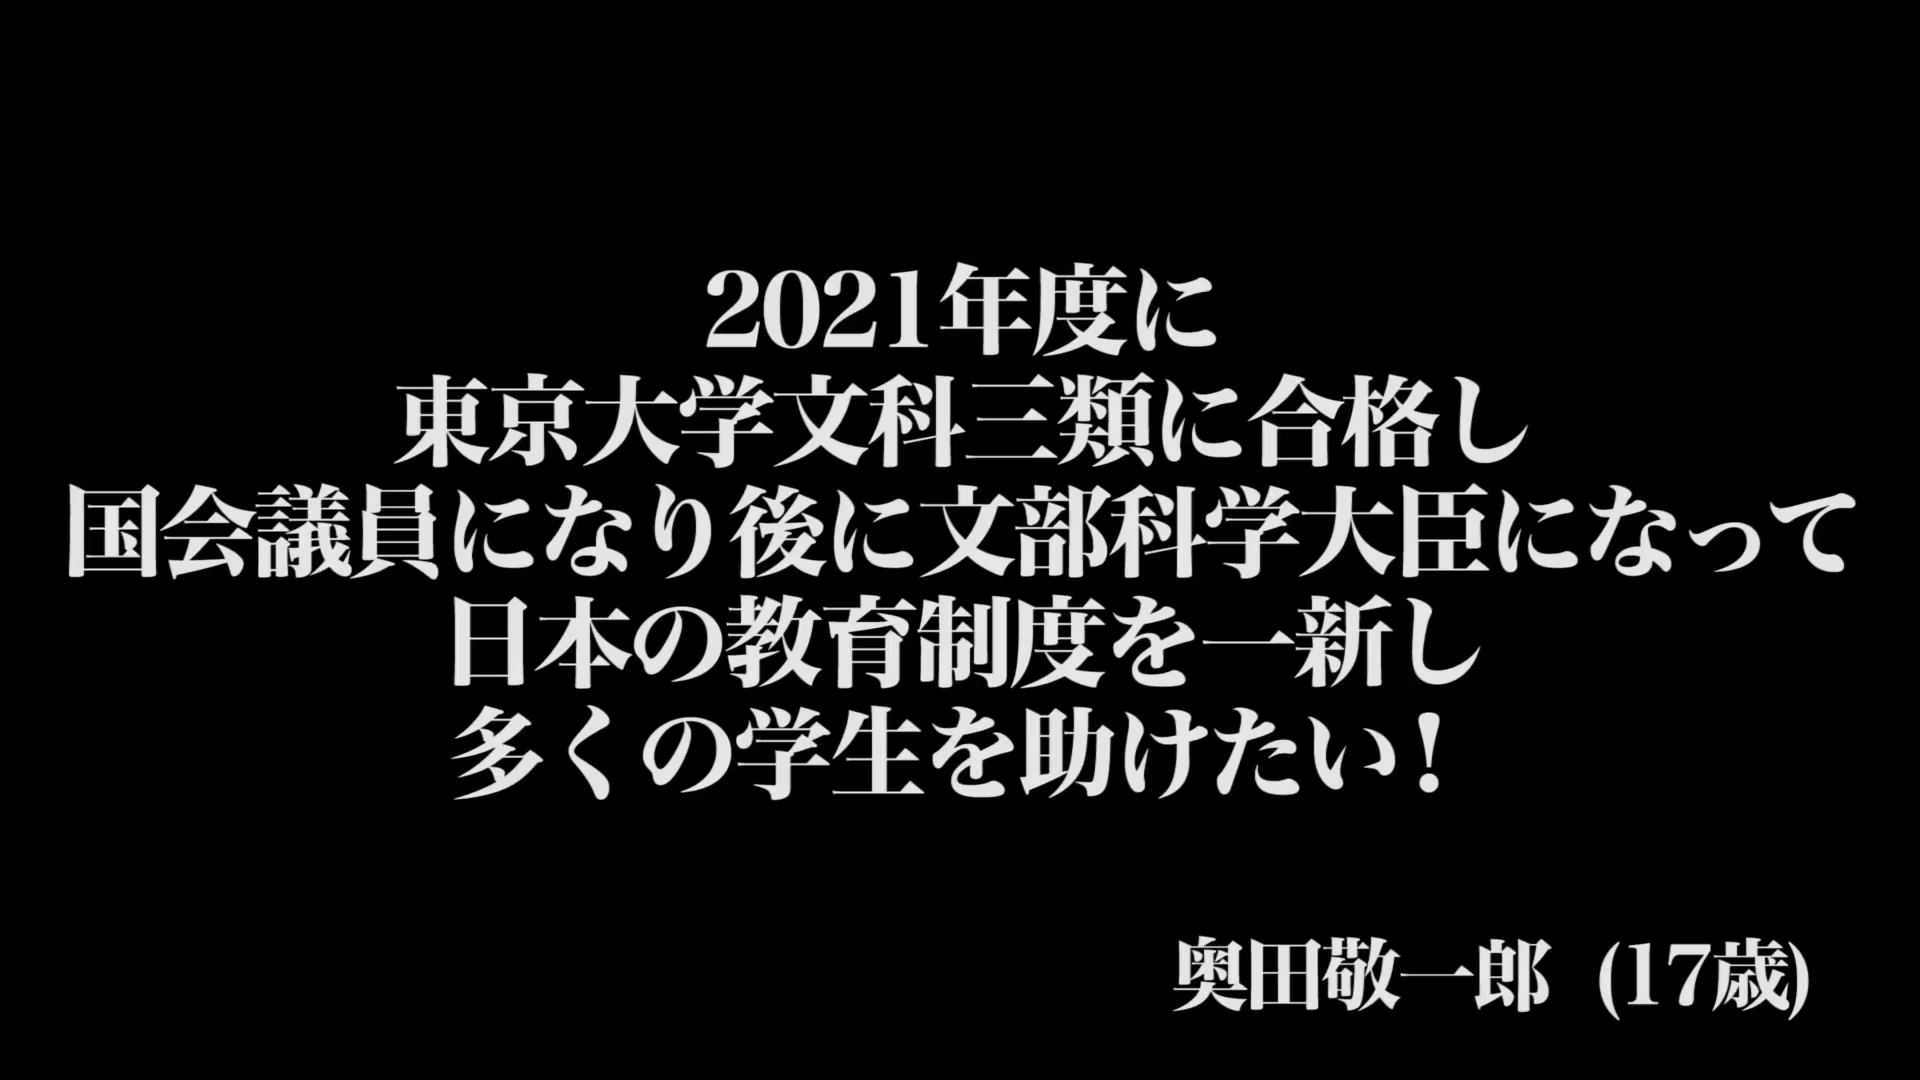 2021年度に
東京大学文科三類に合格し
国会議員になり後に文部科学大臣になって
日本の教育制度を一新し
多くの学生を助けたい!
奥田敬一郎 (17歳)